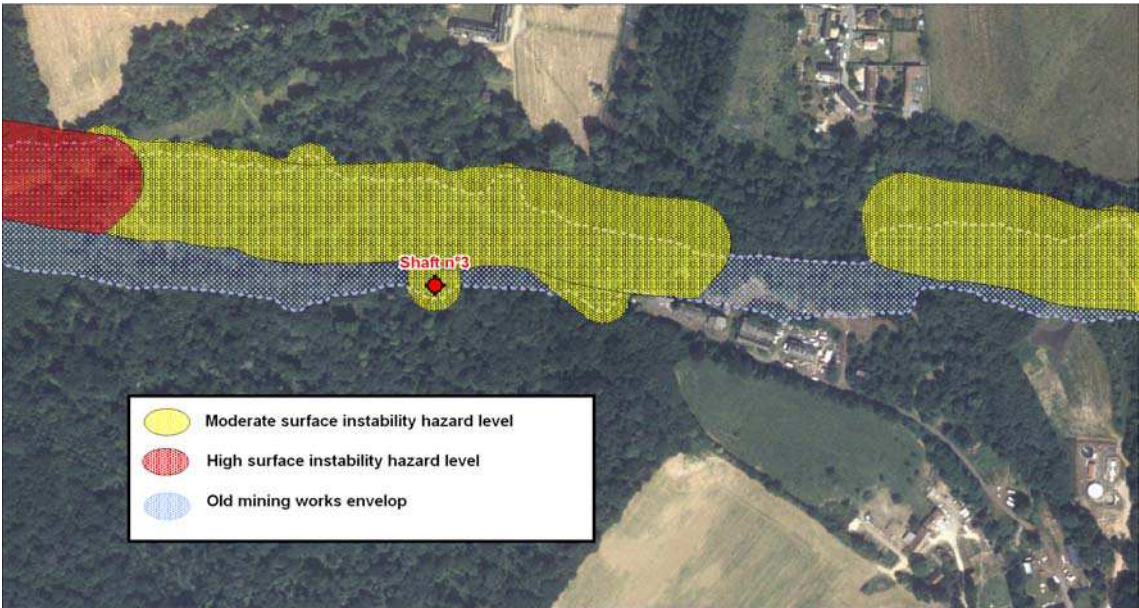 Shaft n°3
Moderate surface instability hazard level
High surface instability hazard level
Old mining works envelop